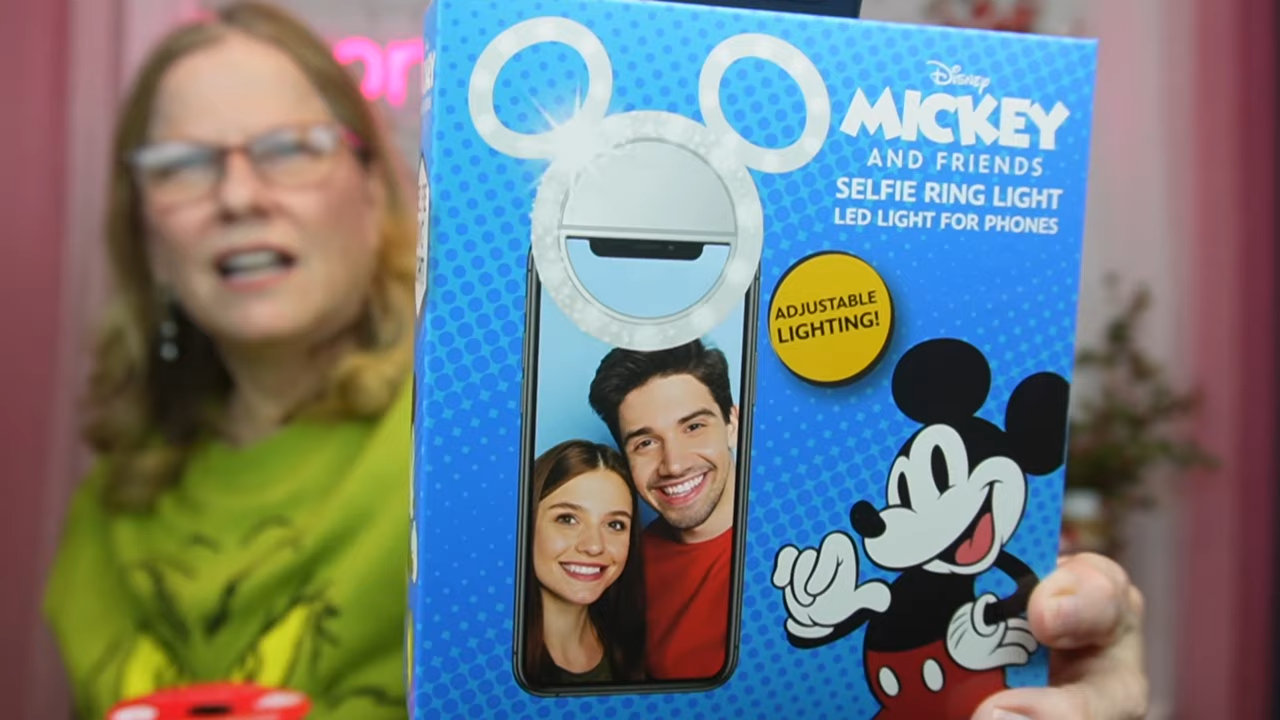 Disney
MICKEY
AND FRIENDS
SELFIE RING LIGHT
LED LIGHT FOR PHONES
ADJUSTABLE
LIGHTING!